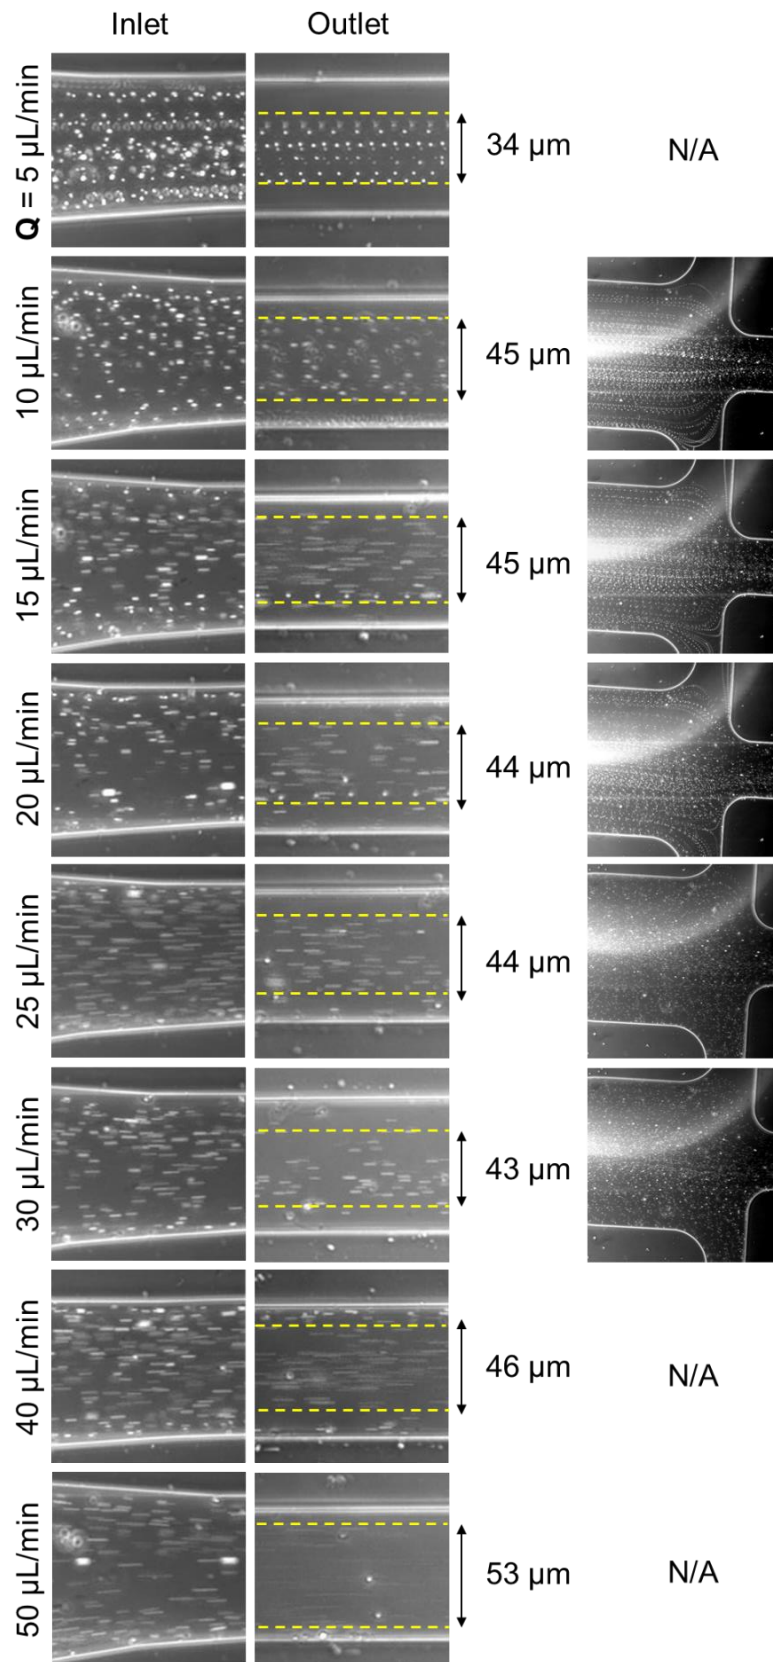 Inlet Outlet
Q = 5 µL/min 34 µm N/A
10 µL/min 45 µm
15 µL/min 45 µm
20 µL/min 44 µm
25 µL/min 44 µm
30 µL/min 43 µm
40 µL/min 46 µm N/A
50 µL/min 53 µm N/A